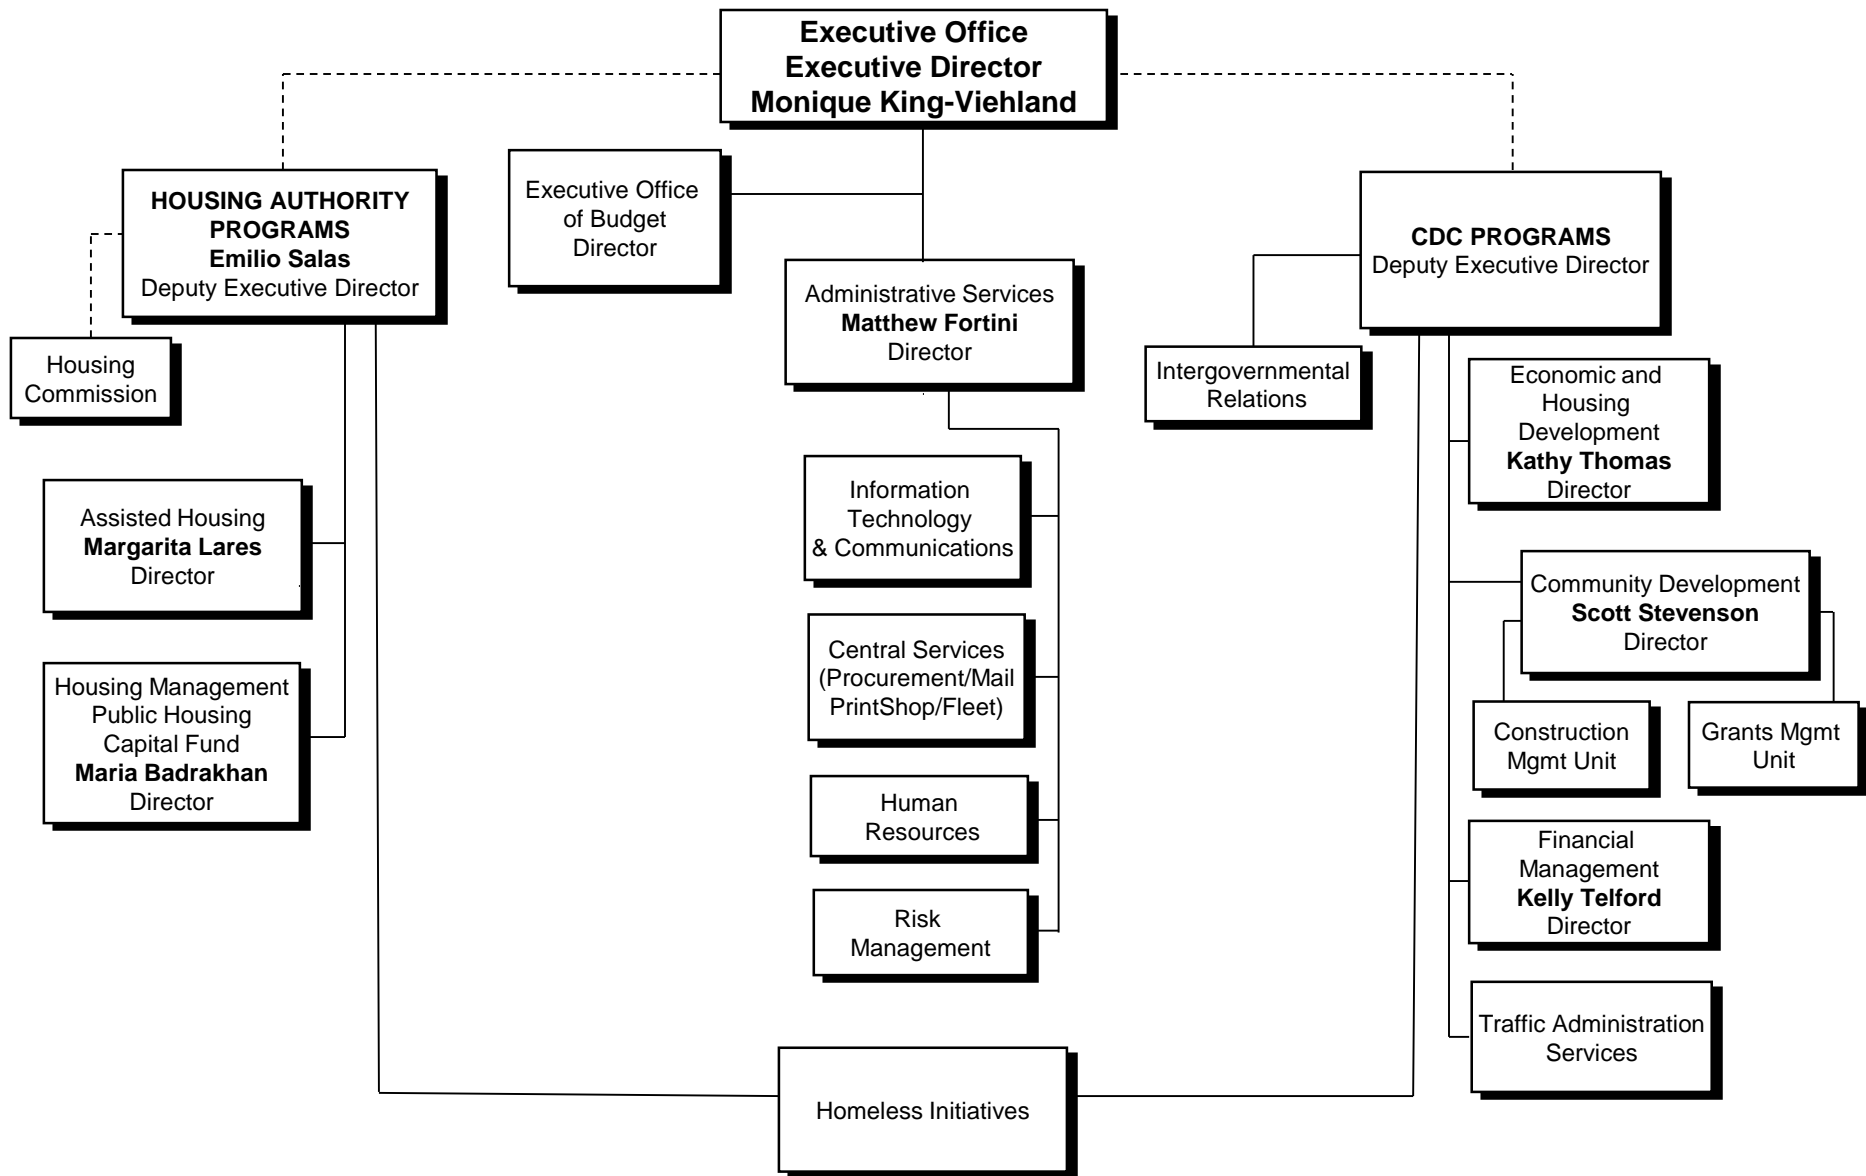 Executive Office
Executive Director
Monique King-Viehland
HOUSING AUTHORITY
PROGRAMS
Emilio Salas
Deputy Executive Director
Executive Office
of Budget
Director
Administrative Services
Matthew Fortini
Director
CDC PROGRAMS
Deputy Executive Director
Housing
Commission
Intergovernmental
Relations
Assisted Housing
Margarita Lares
Director
Housing Management
Public Housing
Capital Fund
Maria Badrakhan
Director
Information
Technology
& Communications
Central Services
(Procurement/Mail
PrintShop/Fleet)
Human
Resources
Risk
Management
Economic and
Housing
Development
Kathy Thomas
Director
Community Development
Scott Stevenson
Director
Construction
Mgmt Unit
Grants Mgmt
Unit
Financial
Management
Kelly Telford
Director
Traffic Administration
Services
Homeless Initiatives